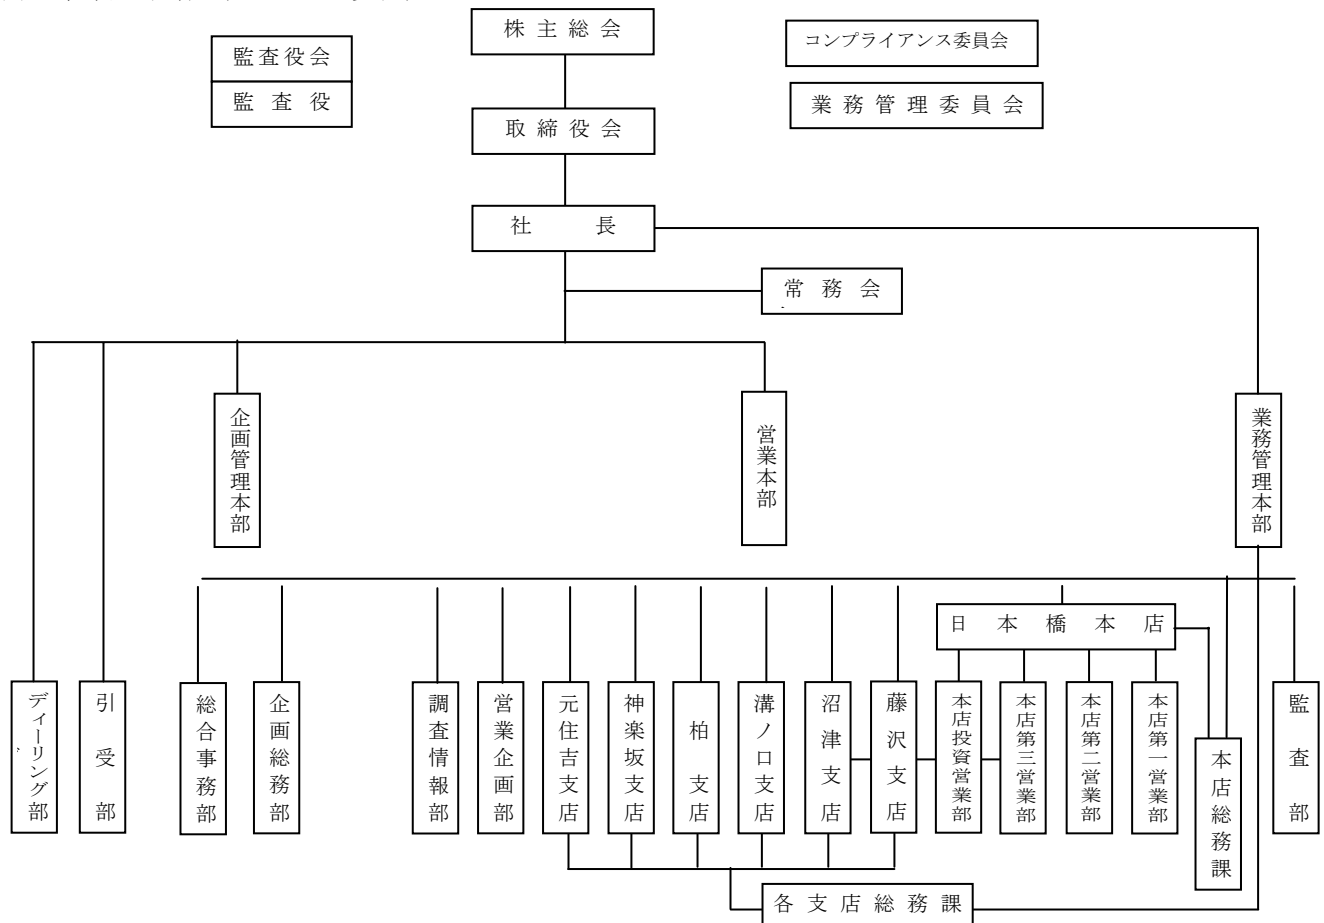 株主総会
コンプライアンス委員会
監査役会
監査役
業務管理委員会
取締役会
社長
常務会
企画管理本部
営業本部
業務管理本部
日本橋本店
ディーリング部
引受部
総合事務部
企画総務部
調査情報部
営業企画部
元住吉支店
神楽坂支店
柏支店
溝ノ口支店
沼津支店
藤沢支店
本店投資営業部
本店第三営業部
本店第二営業部
本店第一営業部
本店総務課
監査部
各支店総務課